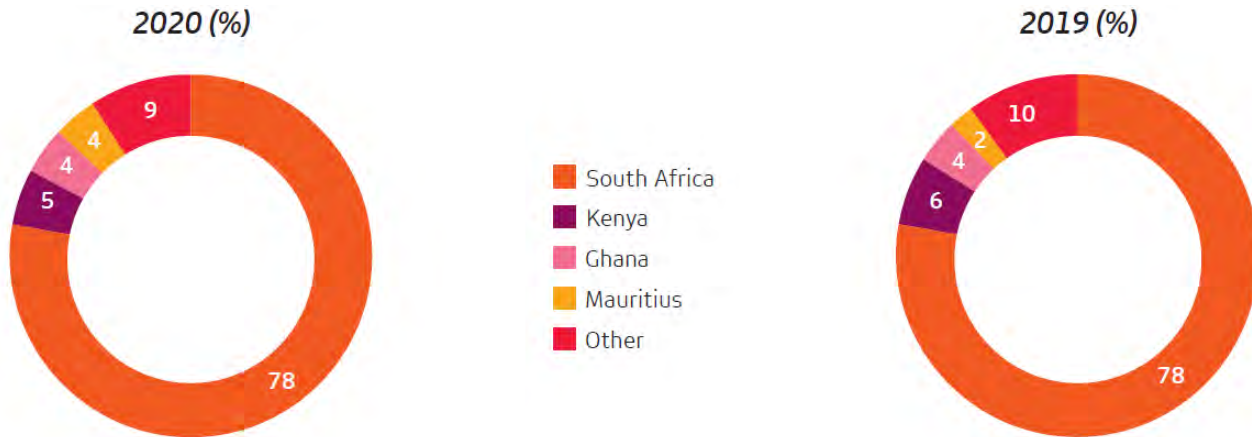 2020 (%)
9
4
4
5
78
South Africa
Kenya
Ghana
Mauritius
Other
2019 (%)
10
2
4
6
78